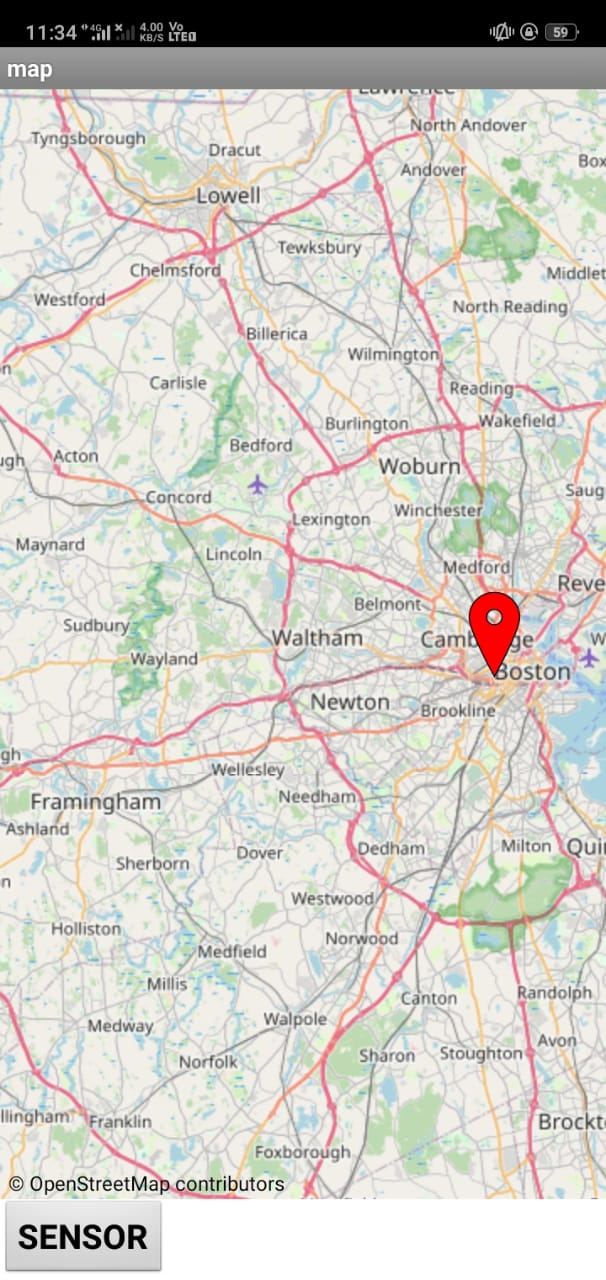 11:34 4G 4.00 KB/S Vo LTE 59
map
Lawrence
North Andover
Tyngsborough
Dracut
Box
Andover
Lowell
Tewksbury
Chelmsford
Middlet
Westford
North Reading
Billerica
Wilmington
n
Carlisle
Reading
Burlington
Wakefield
Bedford
ugh
Acton
Woburn
Saug
Concord
Winchester
Lexington
Maynard
Lincoln
Medford
Reve
Belmont
Sudbury
Waltham
Camb ge
W
Wayland
Boston
Newton
Brookline
gh
Wellesley
Needham
Framingham
Ashland
Milton
Quin
Dover
Dedham
Sherborn
n
Westwood
Holliston
Norwood
Medfield
Millis
Randolph
Canton
Walpole
Medway
Avon
Sharon
Stoughton
Norfolk
llingham
Franklin
Brockt
Foxborough
© OpenStreetMap contributors
SENSOR